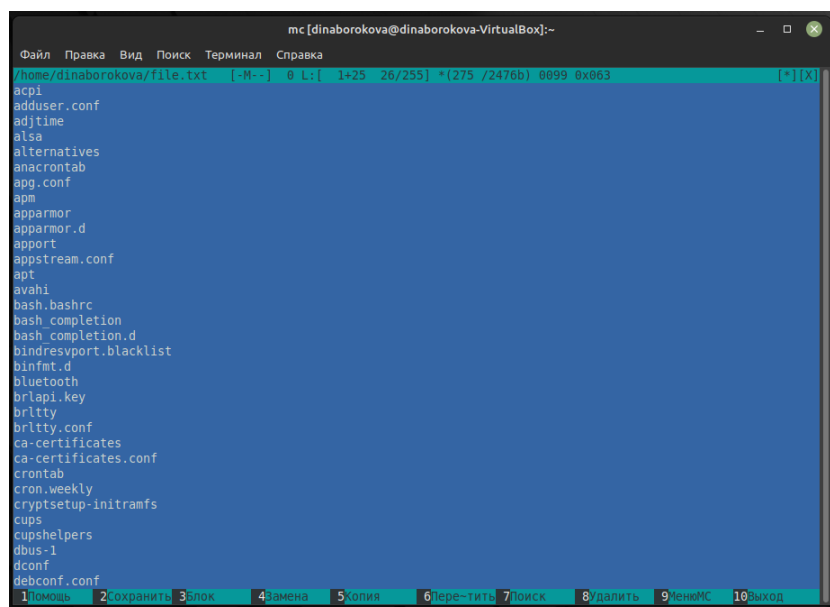 mc [dinaborokova@dinaborokova-VirtualBox]:~
Файл Правка Вид Поиск Терминал Справка
/home/dinaborokova/file.txt [-M--] 0 L:[ 1+25 26/255] *(275 /2476b) 0099 0x063 [*][X]
acpi
adduser.conf
adjtime
alsa
alternatives
anacrontab
apg.conf
apm
apparmor
apparmor.d
apport
appstream.conf
apt
avahi
bash.bashrc
bash_completion
bash_completion.d
bindresvport.blacklist
binfmt.d
bluetooth
brlapi.key
brltty
brltty.conf
ca-certificates
ca-certificates.conf
crontab
cron.weekly
cryptsetup-initramfs
cups
cupshelpers
dbus-1
dconf
debconf.conf
1Помощь 2Сохранить 3Блок 4Замена 5Копия 6Пере~тить 7Поиск 8Удалить 9МенюМС 10Выход